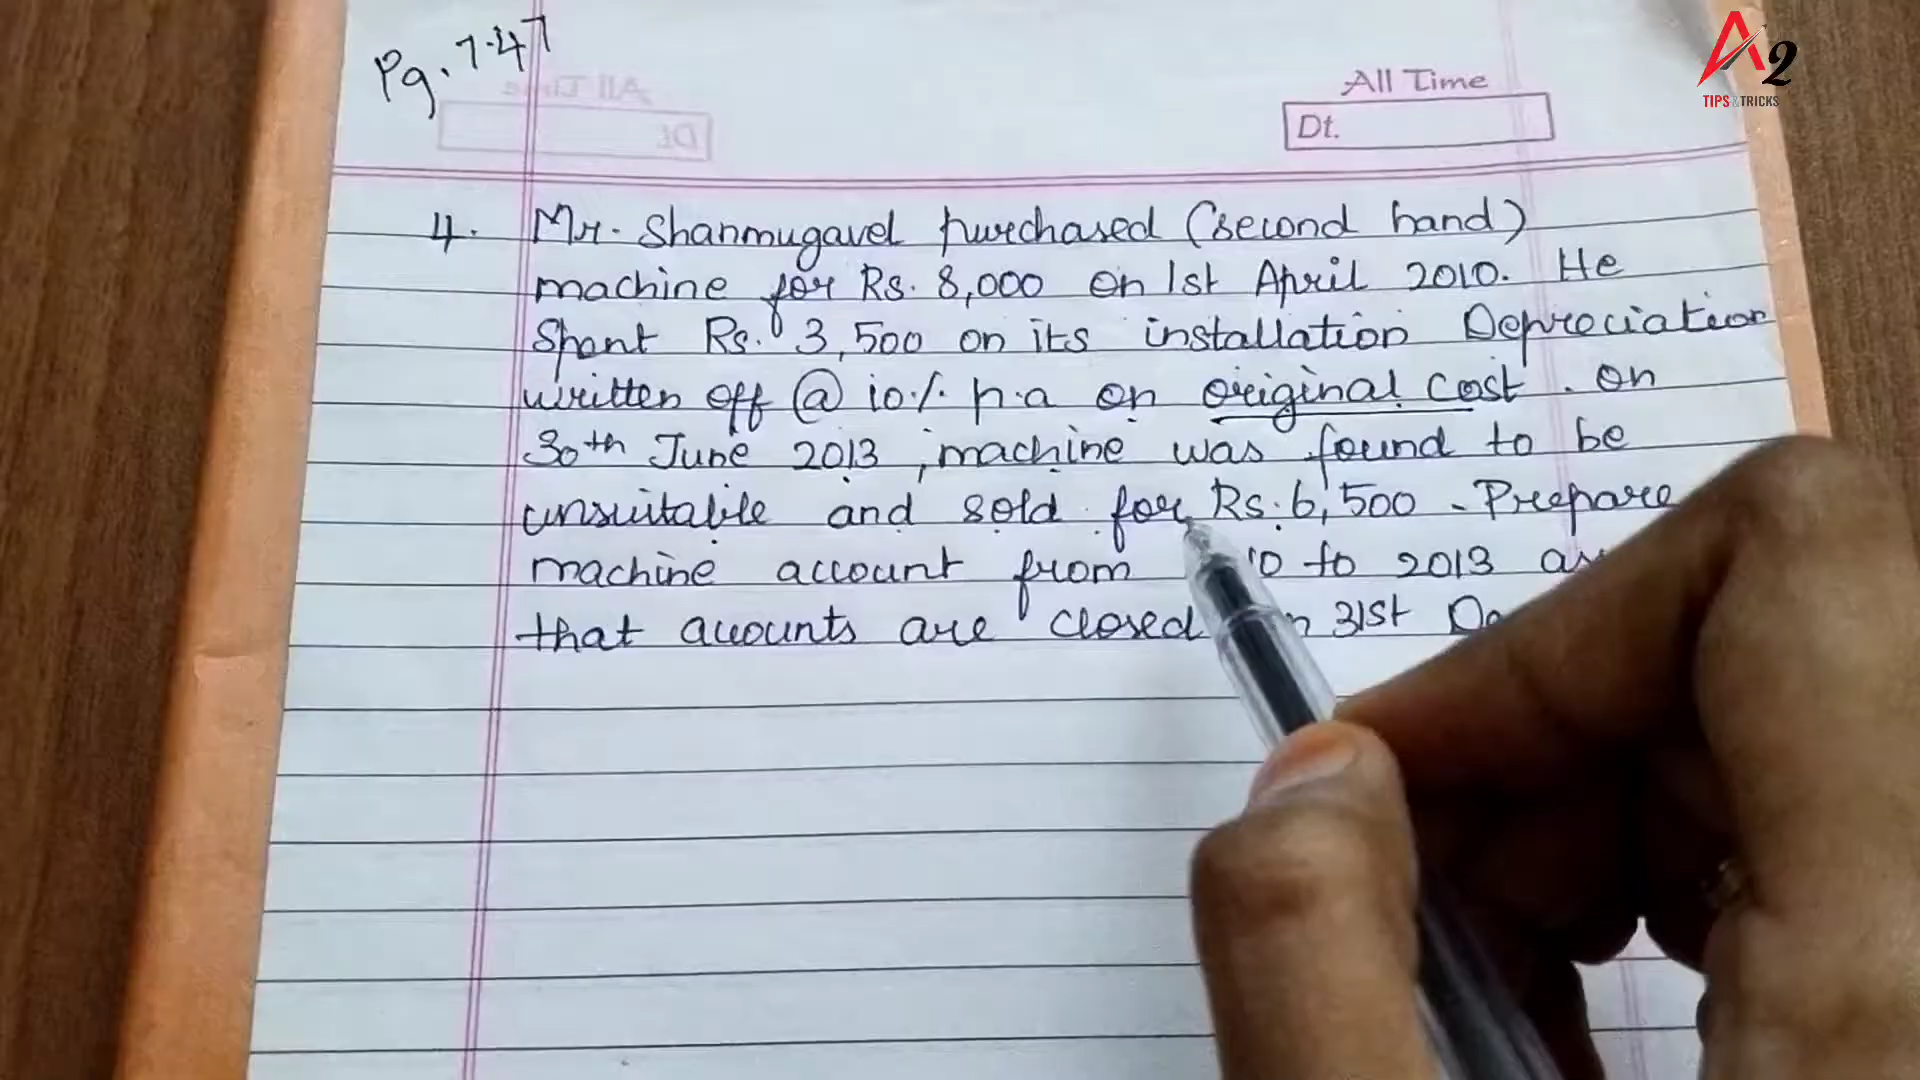 Pg. 7.47
All Time
Dt.
A2
TIPS & TRICKS
4. Mr. Shanmugavel purchased (second hand)
machine for Rs. 8,000 on 1st April 2010. He
Spent Rs. 3,500 on its installation Depreciation
written off @ 10% p.a on original cost. On
30th June 2013, machine was found to be
unsuitable and sold for Rs. 6,500 - Prepare
machine account from 10 to 2013
that accounts are closed 31st